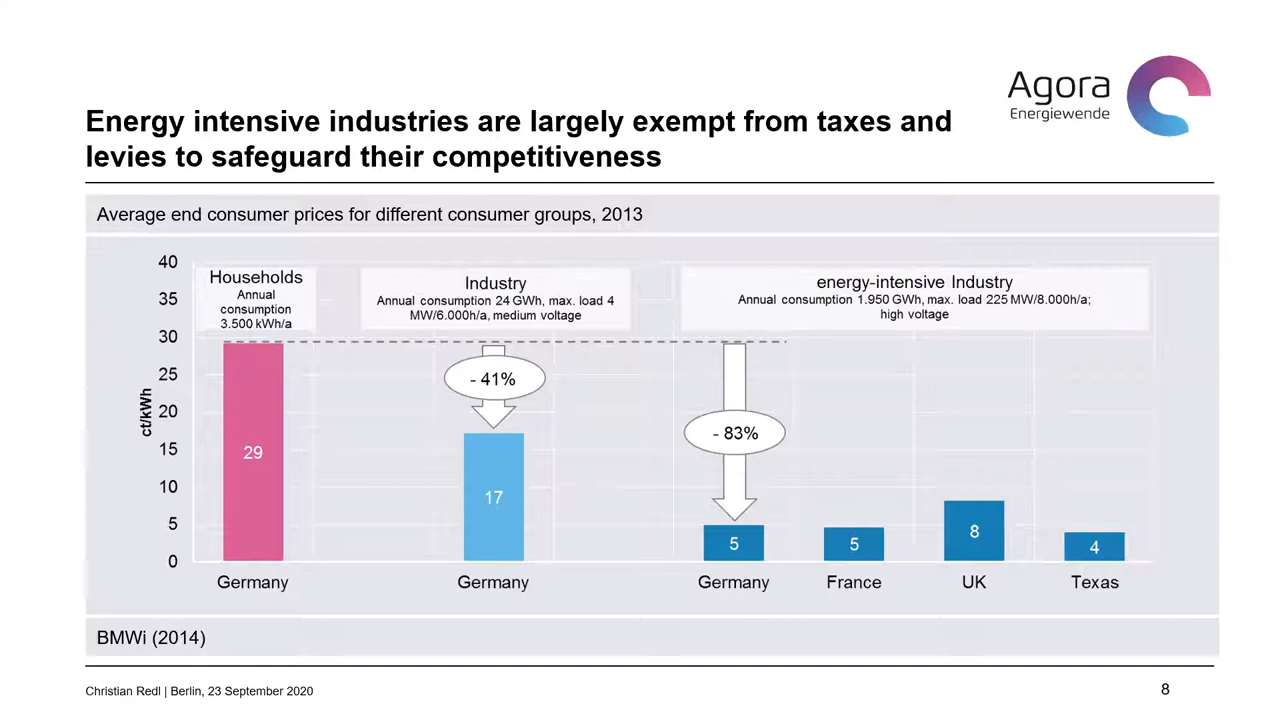 Agora
Energiewende
Energy intensive industries are largely exempt from taxes and
levies to safeguard their competitiveness
Average end consumer prices for different consumer groups, 2013
ct/kWh
40
35
30
25
20
15
10
5
0
Households
Annual
consumption
3.500 kWh/a
Industry
Annual consumption 24 GWh, max. load 4
MW/6.000h/a, medium voltage
energy-intensive Industry
Annual consumption 1.950 GWh, max. load 225 MW/8.000h/a;
high voltage
- 41%
- 83%
29
17
5
5
8
4
Germany
Germany
Germany
France
UK
Texas
BMWi (2014)
Christian Redl | Berlin, 23 September 2020
8